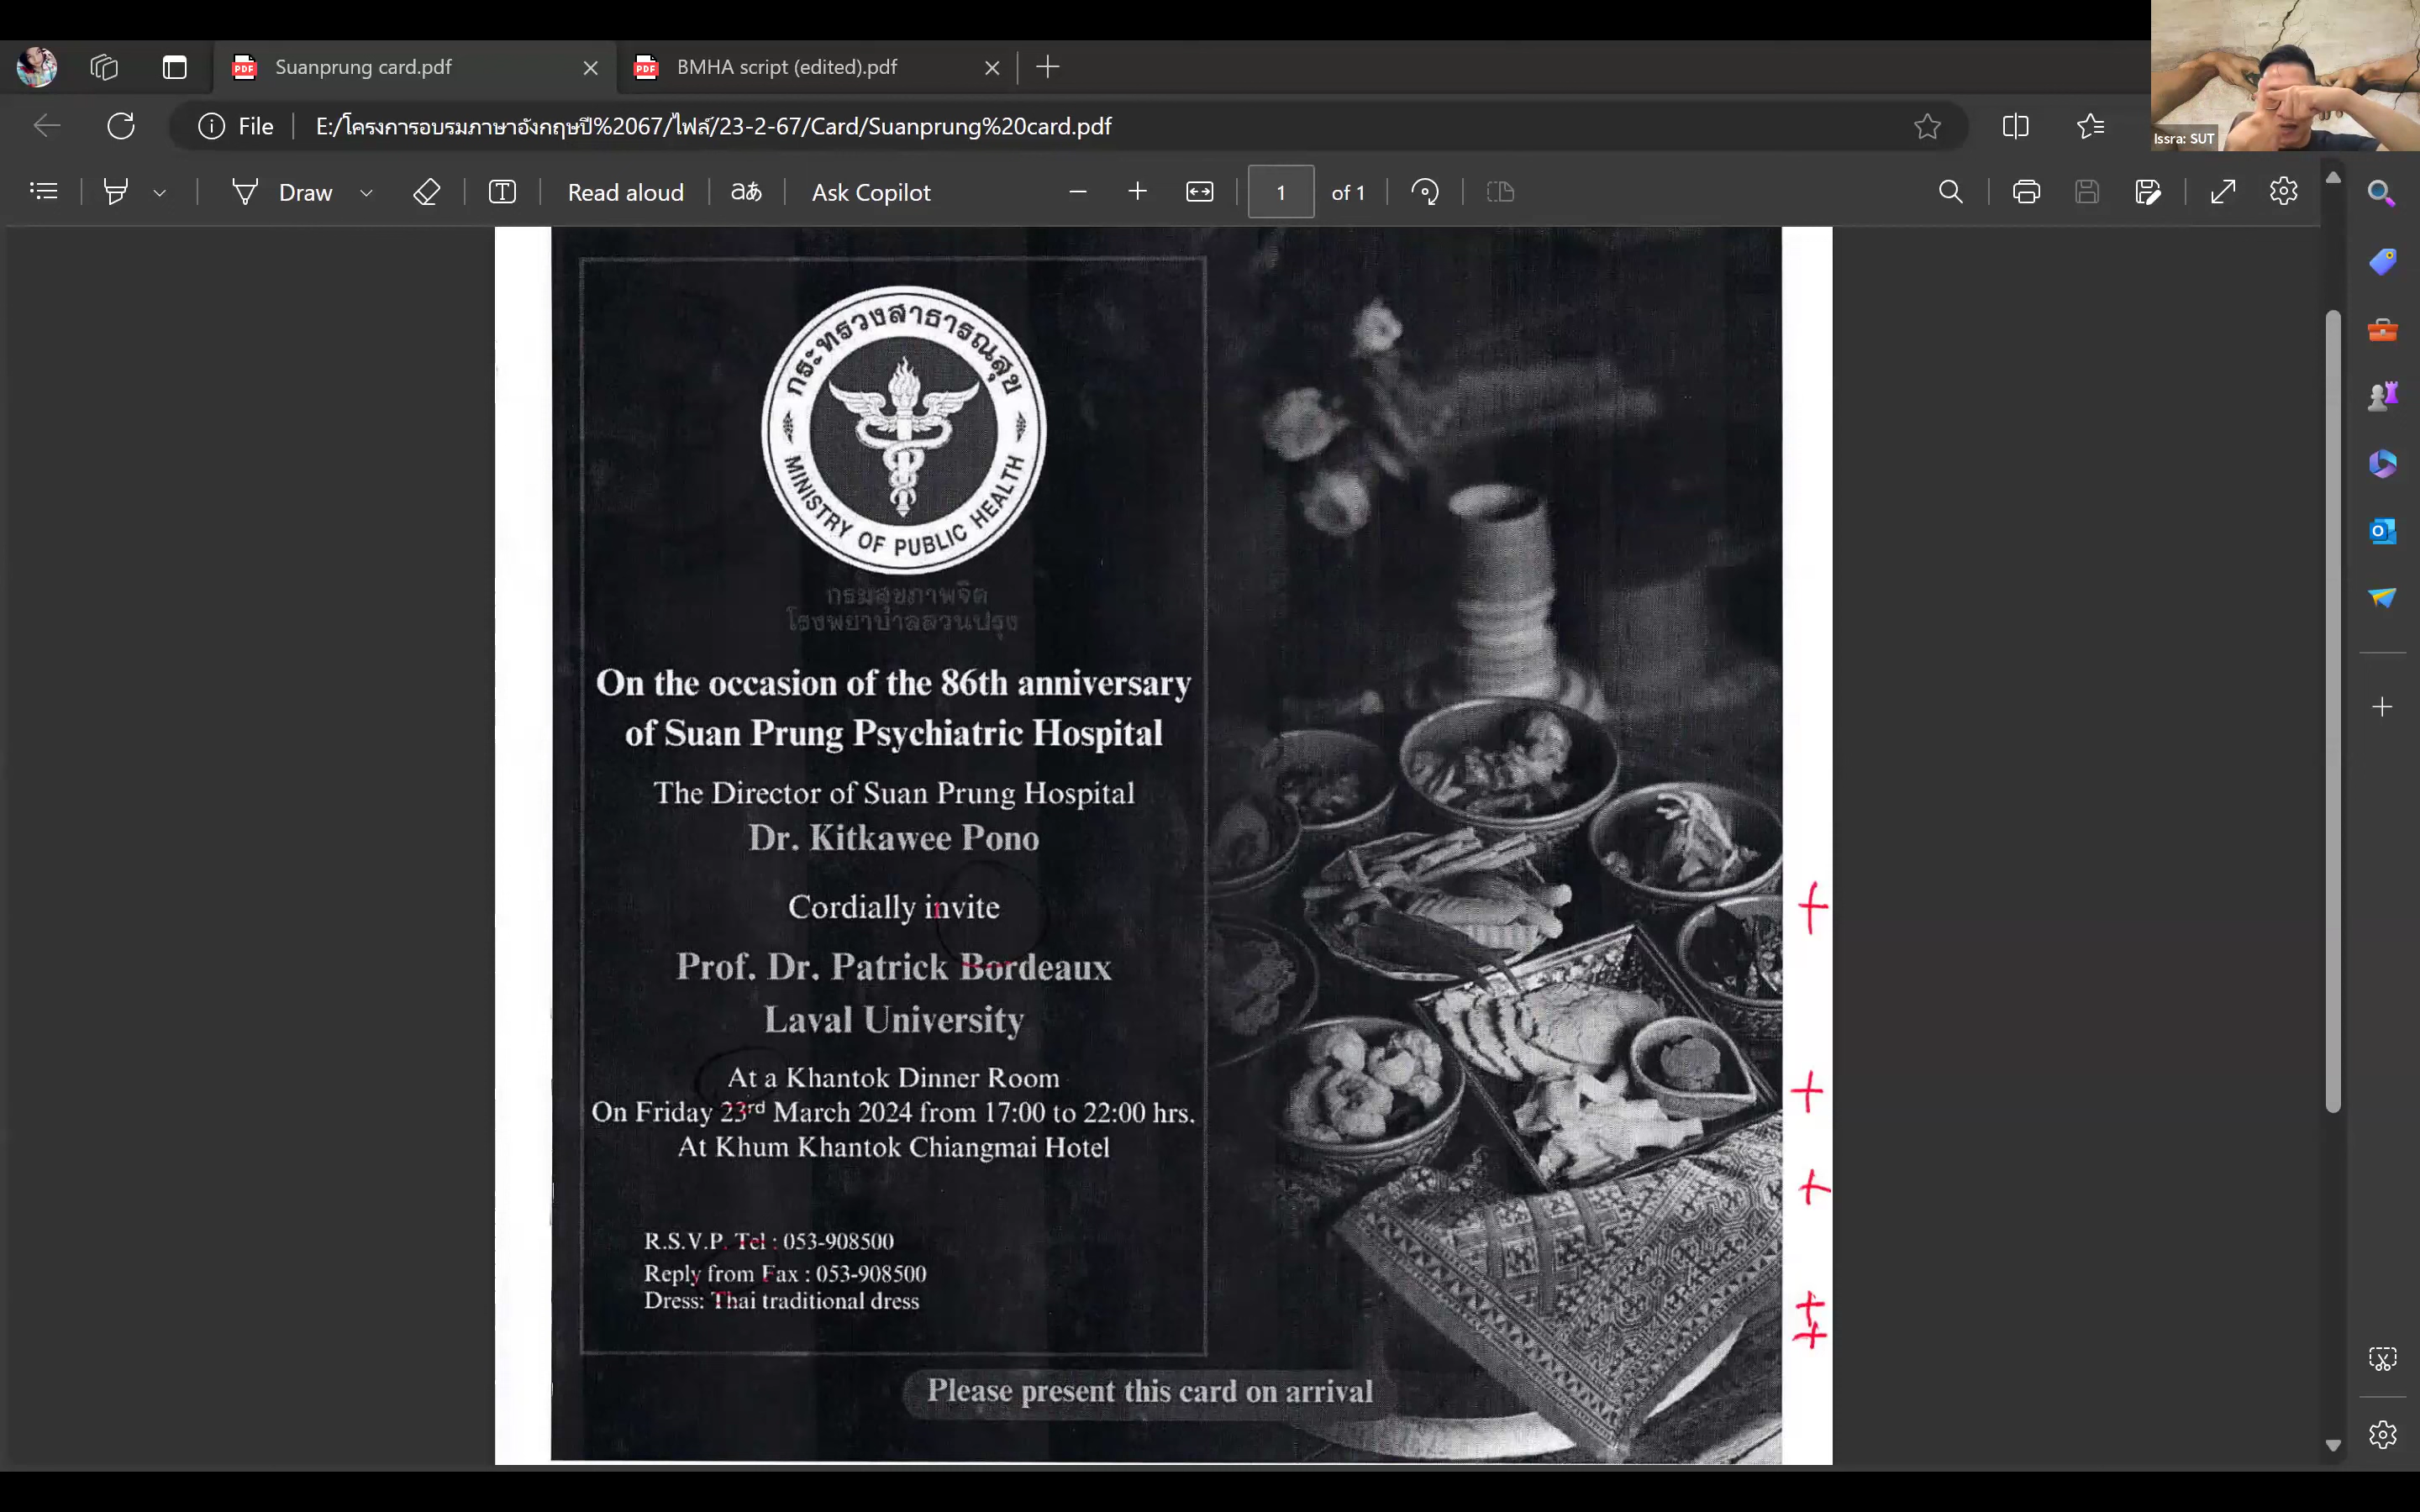 Suanprung card.pdf
BMHA script (edited).pdf
File
E:/โครงการอบรมภาษาอังกฤษปี%2067/ไฟล์/23-2-67/Card/Suanprung%20card.pdf
Issra: SUT
Draw
Read aloud
aあ
Ask Copilot
1
of 1
กระทรวงสาธารณสุข
MINISTRY OF PUBLIC HEALTH
กรมสุขภาพจิต
โรงพยาบาลสวนปรุง
On the occasion of the 86th anniversary
of Suan Prung Psychiatric Hospital
The Director of Suan Prung Hospital
Dr. Kitkawee Pono
Cordially invite
Prof. Dr. Patrick Bordeaux
Laval University
At a Khantok Dinner Room
On Friday 23rd March 2024 from 17:00 to 22:00 hrs.
At Khum Khantok Chiangmai Hotel
R.S.V.P. Tel : 053-908500
Reply from Fax : 053-908500
Dress: Thai traditional dress
Please present this card on arrival